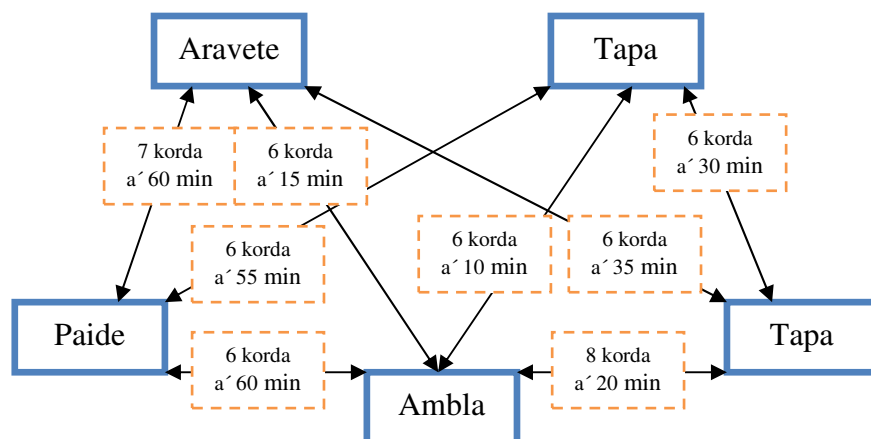 Aravete
Tapa
7 korda
a´ 60 min
6 korda
a´ 15 min
6 korda
a´ 30 min
6 korda
a´ 55 min
6 korda
a´ 10 min
6 korda
a´ 35 min
Paide
6 korda
a´ 60 min
Ambla
8 korda
a´ 20 min
Tapa